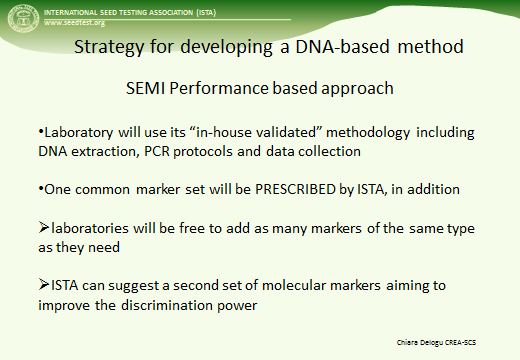 INTERNATIONAL SEED TESTING ASSOCIATION (ISTA)
www.seedtest.org
Strategy for developing a DNA-based method
SEMI Performance based approach
•Laboratory will use its “in-house validated” methodology including
DNA extraction, PCR protocols and data collection
•One common marker set will be PRESCRIBED by ISTA, in addition
➢laboratories will be free to add as many markers of the same type
as they need
➢ISTA can suggest a second set of molecular markers aiming to
improve the discrimination power
Chiara Delogu CREA-SCS